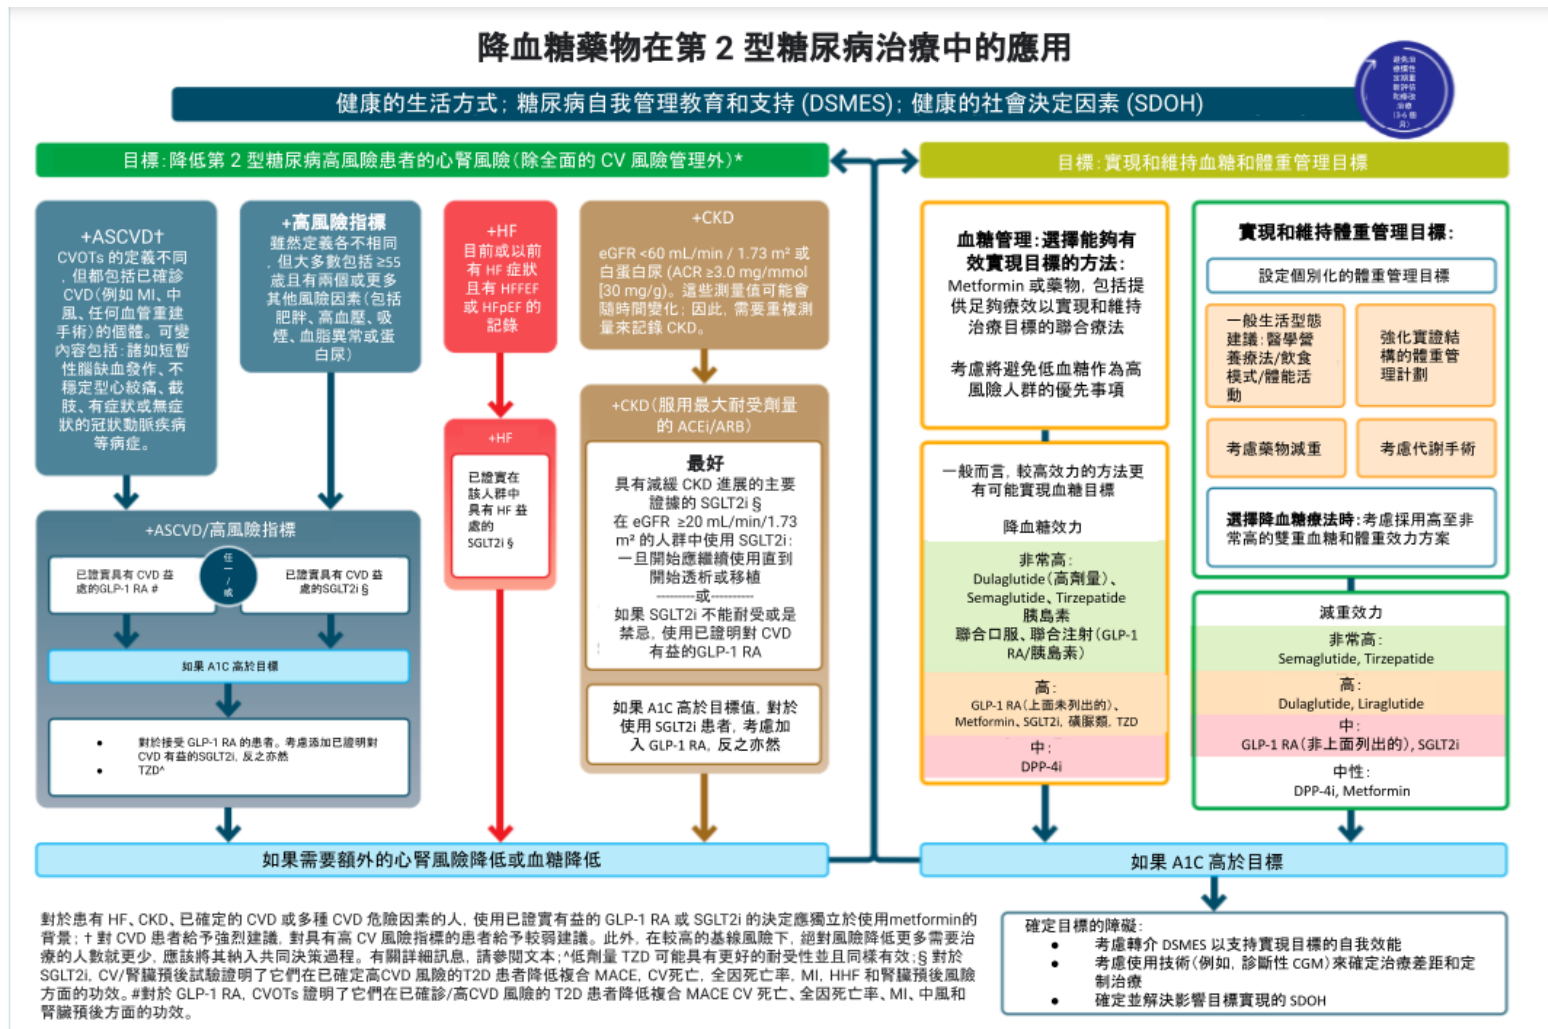 降血糖藥物在第 2 型糖尿病治療中的應用
健康的生活方式；糖尿病自我管理教育和支持 (DSMES)；健康的社會決定因素 (SDOH)
避免治
療惰性
定期重
新評估
和修改
治療
(3-6 個
月)
目標：降低第 2 型糖尿病高風險患者的心腎風險（除全面的 CV 風險管理外）*
+ASCVD†
CVOTs 的定義不同
，但都包括已確診
CVD（例如 MI、中
風、任何血管重建
手術）的個體。可變
內容包括：諸如短暫
性腦缺血發作、不
穩定型心絞痛、截
肢、有症狀或無症
狀的冠狀動脈疾病
等病症。
+高風險指標
雖然定義各不相同
，但大多數包括 ≥55
歲且有兩個或更多
其他風險因素（包括
肥胖、高血壓、吸
煙、血脂異常或蛋
白尿）
+ASCVD/高風險指標
已證實具有 CVD 益
處的GLP-1 RA #
任
一
/
或
已證實具有 CVD 益
處的SGLT2i §
如果 A1C 高於目標
• 對於接受 GLP-1 RA 的患者。考慮添加已證明對
CVD 有益的SGLT2i，反之亦然
• TZD^
+HF
目前或以前
有 HF 症狀
且有 HFFEF
或 HFpEF 的
記錄
+HF
已證實在
該人群中
具有 HF 益
處的
SGLT2i §
+CKD
eGFR <60 mL/min / 1.73 m² 或
白蛋白尿 (ACR ≥3.0 mg/mmol
[30 mg/g)。這些測量值可能會
隨時間變化；因此，需要重複測
量來記錄 CKD。
+CKD（服用最大耐受劑量
的 ACEi/ARB）
最好
具有減緩 CKD 進展的主要
證據的 SGLT2i §
在 eGFR ≥20 mL/min/1.73
m² 的人群中使用 SGLT2i：
一旦開始應繼續使用直到
開始透析或移植
---------或----------
如果 SGLT2i 不能耐受或是
禁忌，使用已證明對 CVD
有益的GLP-1 RA
如果 A1C 高於目標值，對於
使用 SGLT2i 患者，考慮加
入 GLP-1 RA，反之亦然
如果需要額外的心腎風險降低或血糖降低
目標：實現和維持血糖和體重管理目標
血糖管理：選擇能夠有
效實現目標的方法：
Metformin 或藥物，包括提
供足夠療效以實現和維持
治療目標的聯合療法
考慮將避免低血糖作為高
風險人群的優先事項
一般而言，較高效力的方法更
有可能實現血糖目標
降血糖效力
非常高：
Dulaglutide（高劑量）、
Semaglutide、Tirzepatide
胰島素
聯合口服、聯合注射（GLP-1
RA/胰島素）
高：
GLP-1 RA（上面未列出的）、
Metformin、SGLT2i，磺脲類，TZD
中：
DPP-4i
實現和維持體重管理目標：
設定個別化的體重管理目標
一般生活型態
建議：醫學營
養療法/飲食
模式/體能活
動
強化實證結
構的體重管
理計劃
考慮藥物減重
考慮代謝手術
選擇降血糖療法時：考慮採用高至非
常高的雙重血糖和體重效力方案
減重效力
非常高：
Semaglutide, Tirzepatide
高：
Dulaglutide, Liraglutide
中：
GLP-1 RA（非上面列出的），SGLT2i
中性：
DPP-4i, Metformin
如果 A1C 高於目標
確定目標的障礙：
• 考慮轉介 DSMES 以支持實現目標的自我效能
• 考慮使用技術（例如，診斷性 CGM）來確定治療差距和定
制治療
• 確定並解決影響目標實現的 SDOH
對於患有 HF、CKD、已確定的 CVD 或多種 CVD 危險因素的人，使用已證實有益的 GLP-1 RA 或 SGLT2i 的決定應獨立於使用metformin的
背景；† 對 CVD 患者給予強烈建議，對具有高 CV 風險指標的患者給予較弱建議。此外，在較高的基線風險下，絕對風險降低更多需要治
療的人數就更少，應該將其納入共同決策過程。有關詳細訊息，請參閱文本；^低劑量 TZD 可能具有更好的耐受性並且同樣有效；§ 對於
SGLT2i，CV/腎臟預後試驗證明了它們在已確定高CVD 風險的T2D 患者降低複合 MACE，CV死亡，全因死亡率，MI，HHF 和腎臟預後風險
方面的功效。#對於 GLP-1 RA，CVOTs 證明了它們在已確診/高CVD 風險的 T2D 患者降低複合 MACE CV 死亡、全因死亡率、MI、中風和
腎臟預後方面的功效。